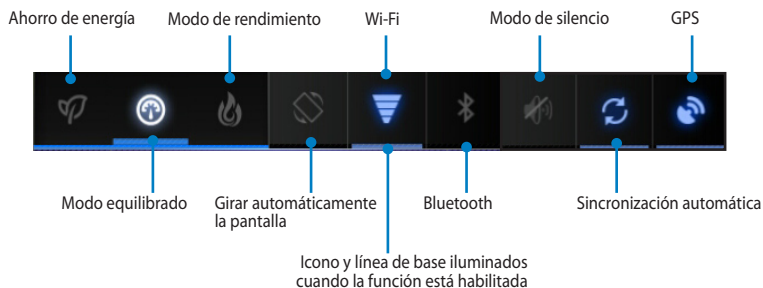 Ahorro de energía
Modo de rendimiento
Wi-Fi
Modo de silencio
GPS
Modo equilibrado
Girar automáticamente
la pantalla
Bluetooth
Sincronización automática
Icono y línea de base iluminados
cuando la función está habilitada